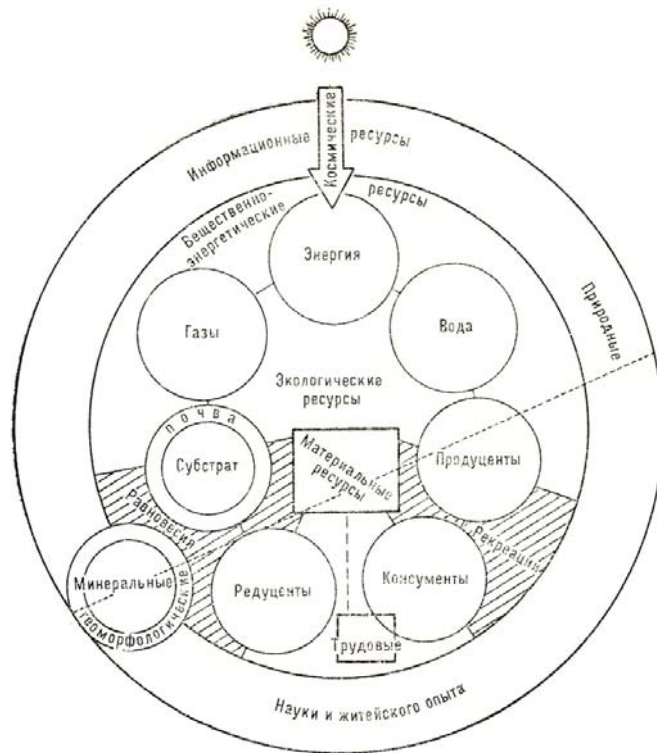 Космические
Информационные ресурсы
Вещественно-
энергетические
ресурсы
Энергия
Газы
Вода
Природные
Экологические
ресурсы
почва
Субстрат
Материальные
ресурсы
Продуценты
Равновесия
Рекреации
Минеральные
геоморфологические
Редуценты
Консументы
Трудовые
Науки и житейского опыта